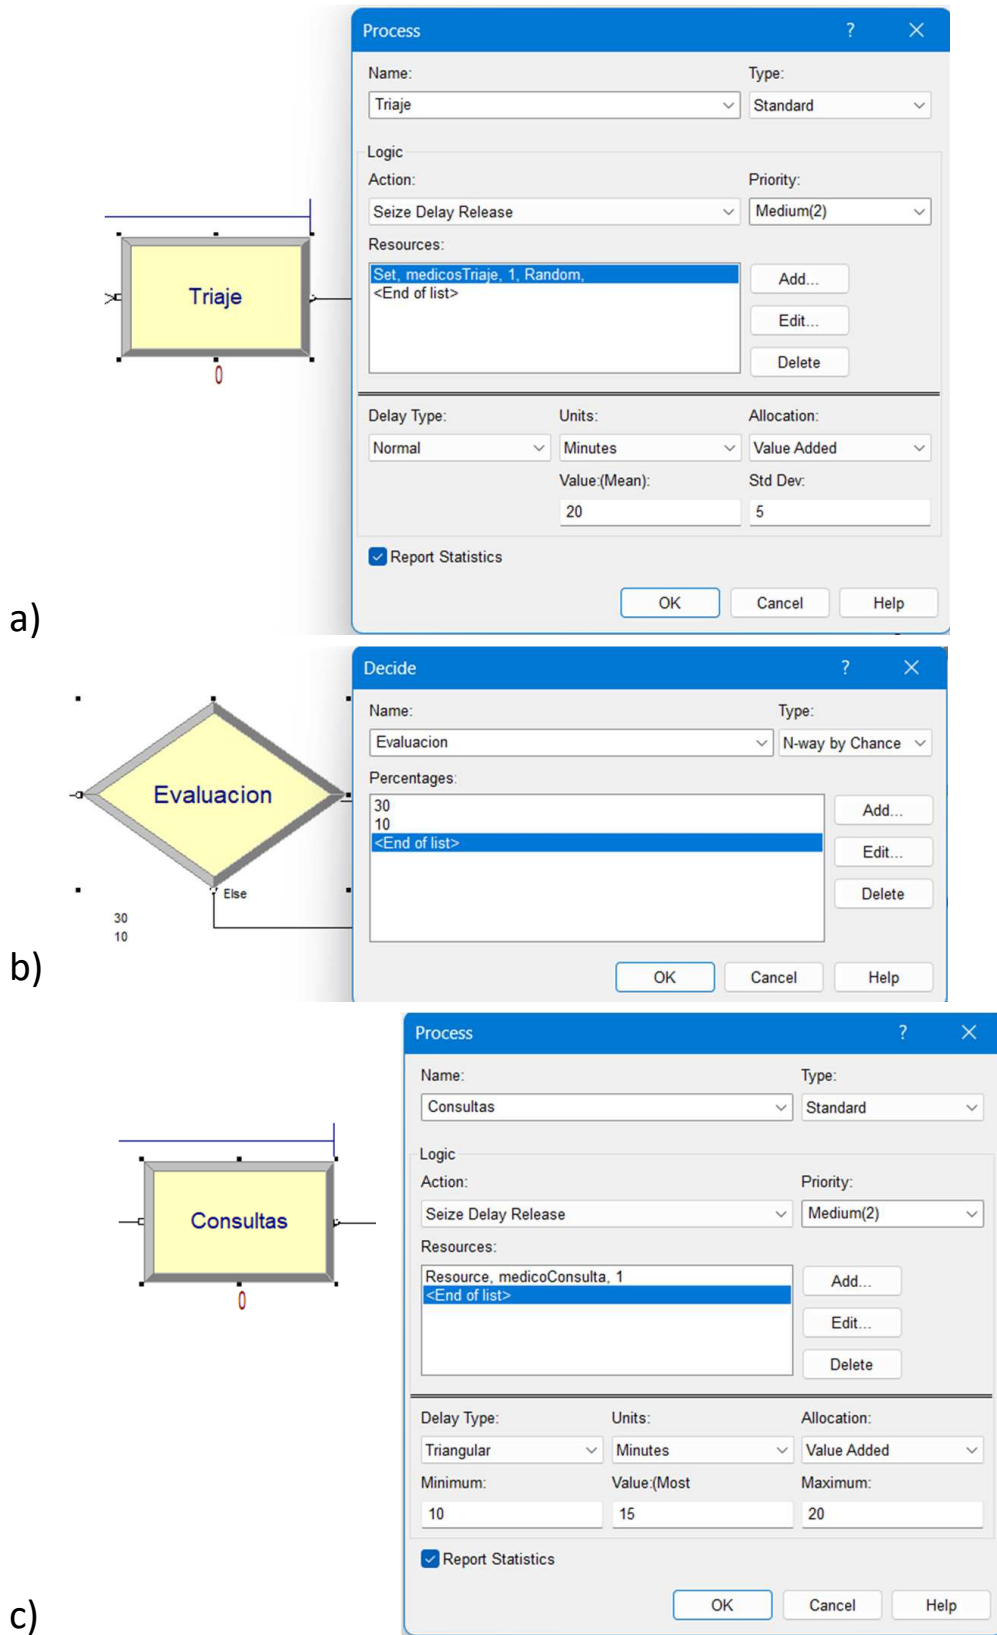 Process ? ×
Name: Type:
Triaje Standard
Logic
Action: Priority:
Seize Delay Release Medium(2)
Resources:
Set, medicosTriaje, 1, Random,
<End of list>
Add...
Edit...
Delete
Triaje
0
Delay Type: Units: Allocation:
Normal Minutes Value Added
Value:(Mean): Std Dev:
20 5
Report Statistics
OK Cancel Help
a)
Decide ? ×
Name: Type:
Evaluacion N-way by Chance
Percentages:
30
10
<End of list>
Add...
Edit...
Delete
Evaluacion
Else
30
10
OK Cancel Help
b)
Process ? ×
Name: Type:
Consultas Standard
Logic
Action: Priority:
Seize Delay Release Medium(2)
Resources:
Resource, medicoConsulta, 1
<End of list>
Add...
Edit...
Delete
Consultas
0
Delay Type: Units: Allocation:
Triangular Minutes Value Added
Minimum: Value:(Most Maximum:
10 15 20
Report Statistics
OK Cancel Help
c)